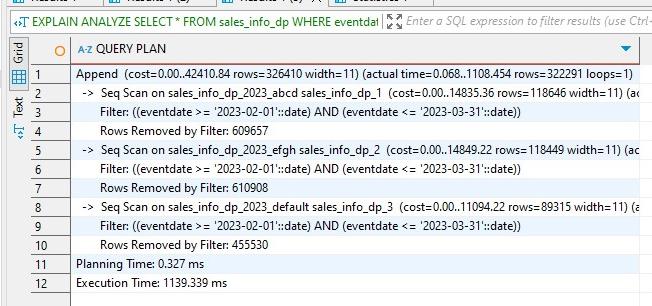 EXPLAIN ANALYZE SELECT * FROM sales_info_dp WHERE eventdat
Enter a SQL expression to filter results (use Ctrl-
Grid
Text
A-Z QUERY PLAN
1 Append (cost=0.00..42410.84 rows=326410 width=11) (actual time=0.068..1108.454 rows=322291 loops=1)
2 -> Seq Scan on sales_info_dp_2023_abcd sales_info_dp_1 (cost=0.00..14835.36 rows=118646 width=11) (ac
3 Filter: ((eventdate >= '2023-02-01'::date) AND (eventdate <= '2023-03-31'::date))
4 Rows Removed by Filter: 609657
5 -> Seq Scan on sales_info_dp_2023_efgh sales_info_dp_2 (cost=0.00..14849.22 rows=118449 width=11) (ac
6 Filter: ((eventdate >= '2023-02-01'::date) AND (eventdate <= '2023-03-31'::date))
7 Rows Removed by Filter: 610908
8 -> Seq Scan on sales_info_dp_2023_default sales_info_dp_3 (cost=0.00..11094.22 rows=89315 width=11) (a
9 Filter: ((eventdate >= '2023-02-01'::date) AND (eventdate <= '2023-03-31'::date))
10 Rows Removed by Filter: 455530
11 Planning Time: 0.327 ms
12 Execution Time: 1139.339 ms